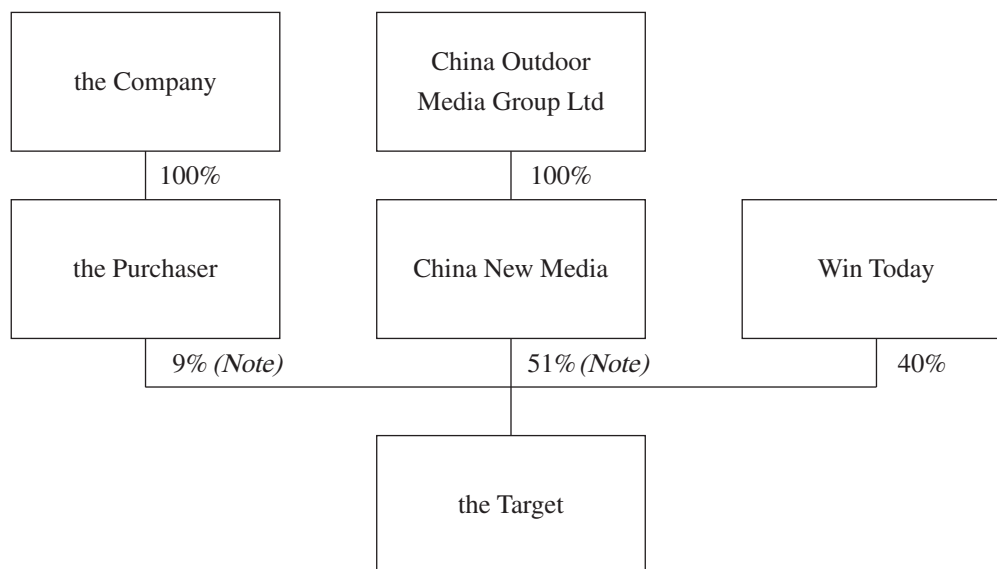 the Company
China Outdoor
Media Group Ltd
100%
100%
the Purchaser
China New Media
Win Today
9% (Note)
51% (Note)
40%
the Target